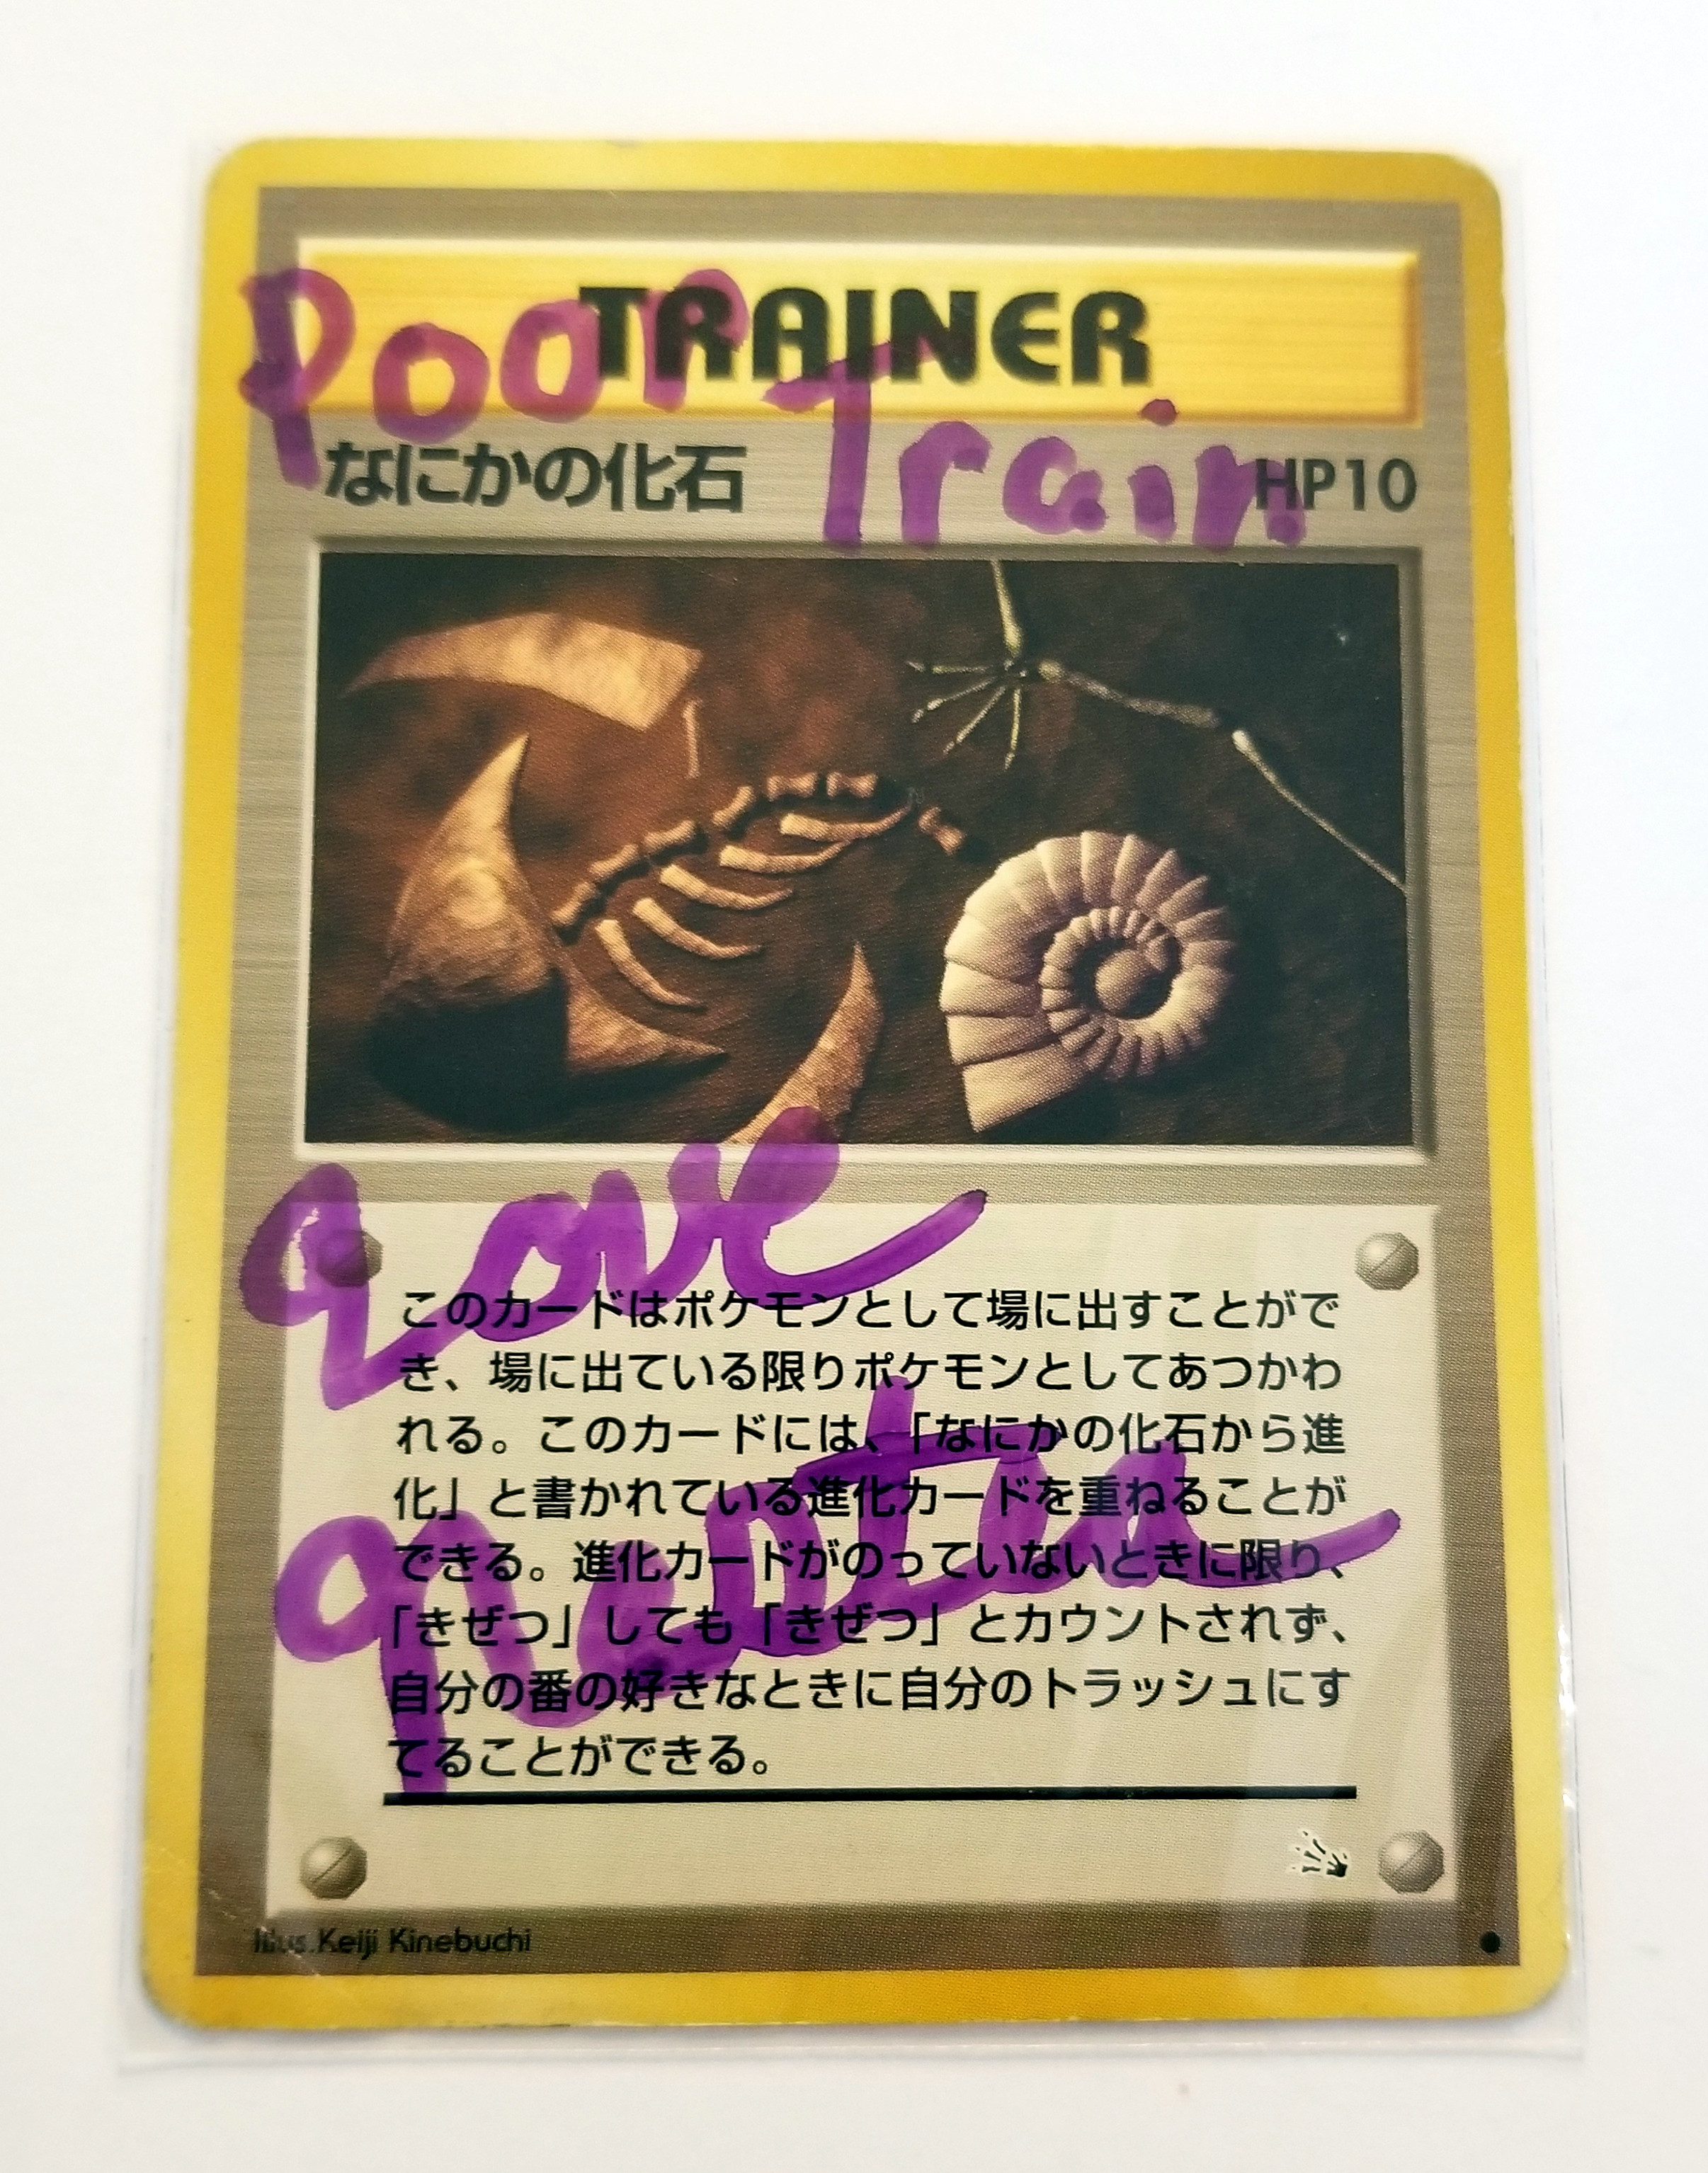 TRAINER
Poor Train
なにかの化石 HP10
Love
このカードはポケモンとして場に出すことがで
き、場に出ている限りポケモンとしてあつかわ
れる。このカードには、「なにかの化石から進
化」と書かれている進化カードを重ねることが
できる。進化カードがのっていないときに限り、
「きぜつ」しても「きぜつ」とカウントされず、
自分の番の好きなときに自分のトラッシュにす
てることができる。
Illus.Keiji Kinebuchi